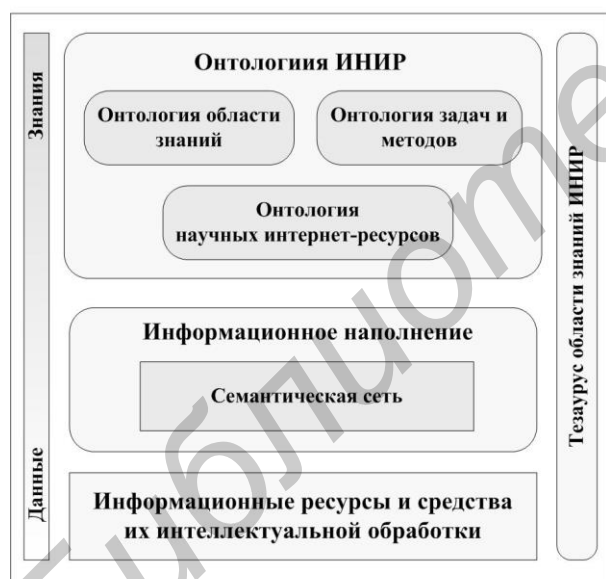 Знания
Данные
Онтологиия ИНИР
Онтология области
знаний
Онтология задач и
методов
Онтология
научных интернет-ресурсов
Информационное наполнение
Семантическая сеть
Информационные ресурсы и средства
их интеллектуальной обработки
Тезаурус области знаний ИНИР